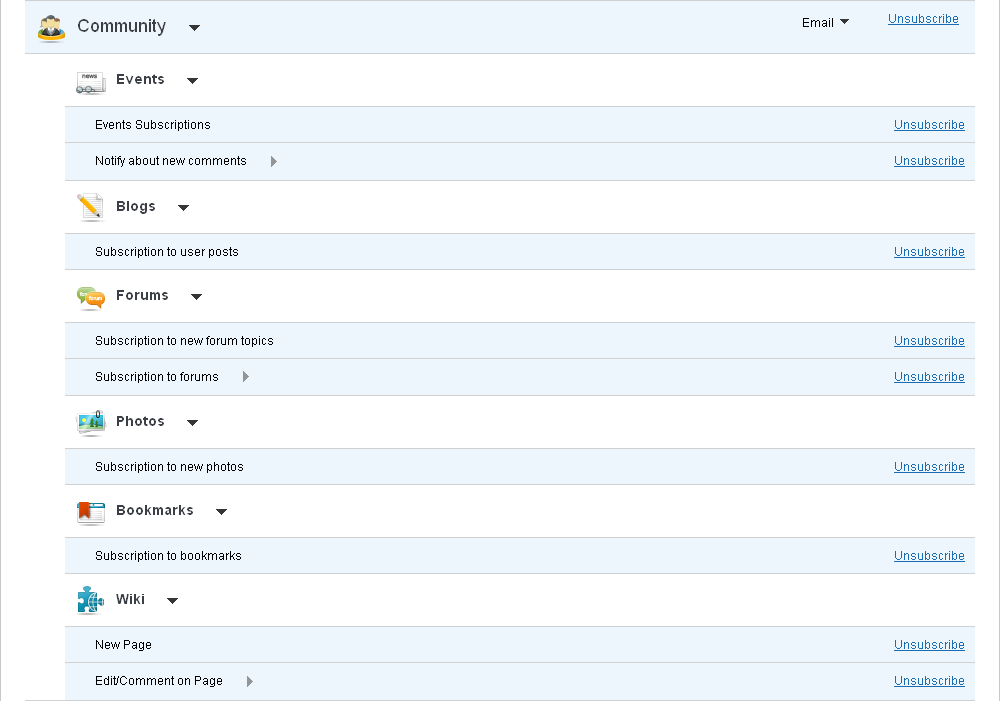 Community Email Unsubscribe
Events
Events Subscriptions Unsubscribe
Notify about new comments Unsubscribe
Blogs
Subscription to user posts Unsubscribe
Forums
Subscription to new forum topics Unsubscribe
Subscription to forums Unsubscribe
Photos
Subscription to new photos Unsubscribe
Bookmarks
Subscription to bookmarks Unsubscribe
Wiki
New Page Unsubscribe
Edit/Comment on Page Unsubscribe